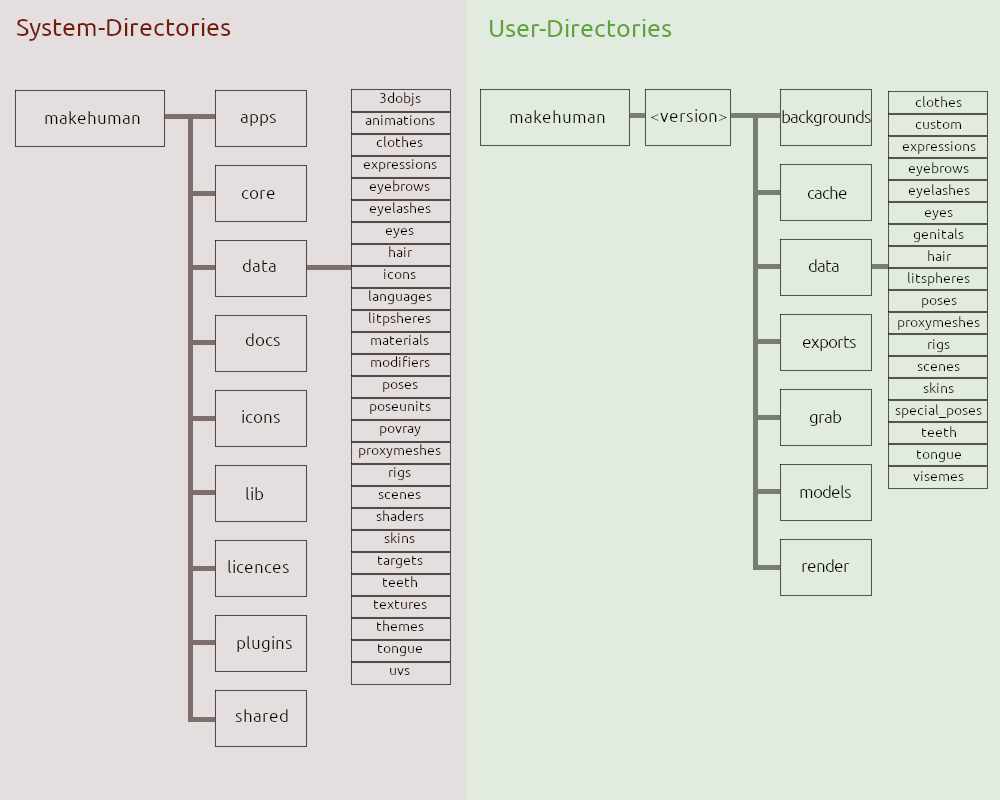 System-Directories
makehuman
apps
core
data
docs
icons
lib
licences
plugins
shared
3dobjs
animations
clothes
expressions
eyebrows
eyelashes
eyes
hair
icons
languages
litpsheres
materials
modifiers
poses
poseunits
povray
proxymeshes
rigs
scenes
shaders
skins
targets
teeth
textures
themes
tongue
uvs
User-Directories
makehuman
<version>
backgrounds
cache
data
exports
grab
models
render
clothes
custom
expressions
eyebrows
eyelashes
eyes
genitals
hair
litspheres
poses
proxymeshes
rigs
scenes
skins
special_poses
teeth
tongue
visemes